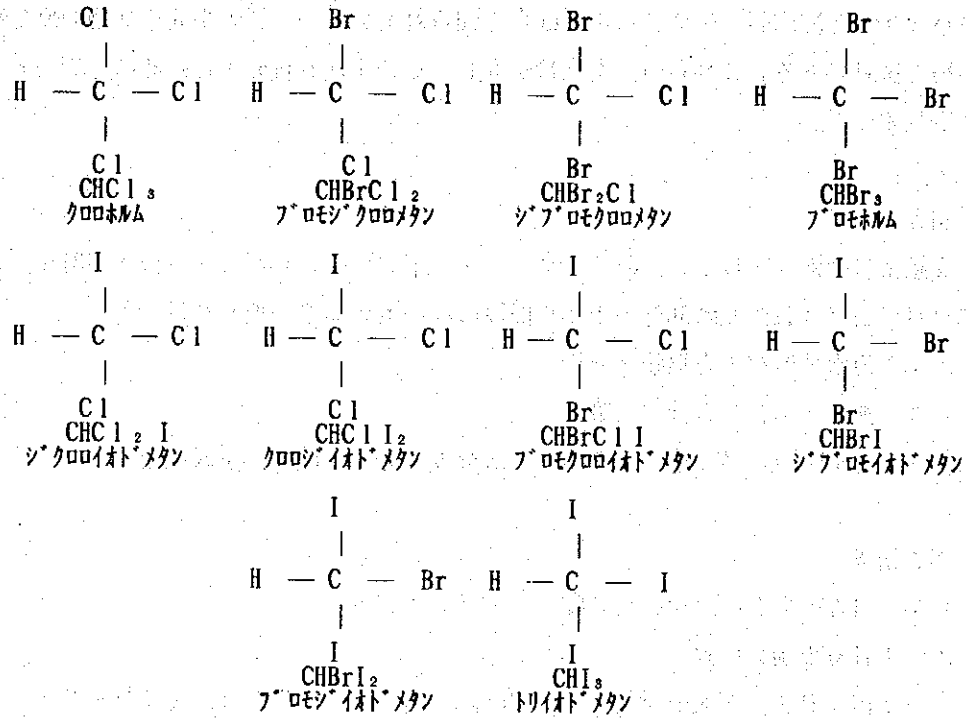 Cl Br Br Br
| | | |
H — C — Cl H — C — Cl H — C — Cl H — C — Br
| | | |
Cl Cl Br Br
CHCl₃ CHBrCl₂ CHBr₂Cl CHBr₃
クロロホルム ブロモジクロロメタン ジブロモクロロメタン ブロモホルム
I I I I
| | | |
H — C — Cl H — C — Cl H — C — Cl H — C — Br
| | | |
Cl Cl Br Br
CHCl₂ I CHCl I₂ CHBrCl I CHBrI
ジクロロイオドメタン クロロジイオドメタン ブロモクロロイオドメタン ジブロモイオドメタン
I I
| |
H — C — Br H — C — I
| |
I I
CHBrI₂ CHI₃
ブロモジイオドメタン トリイオドメタン